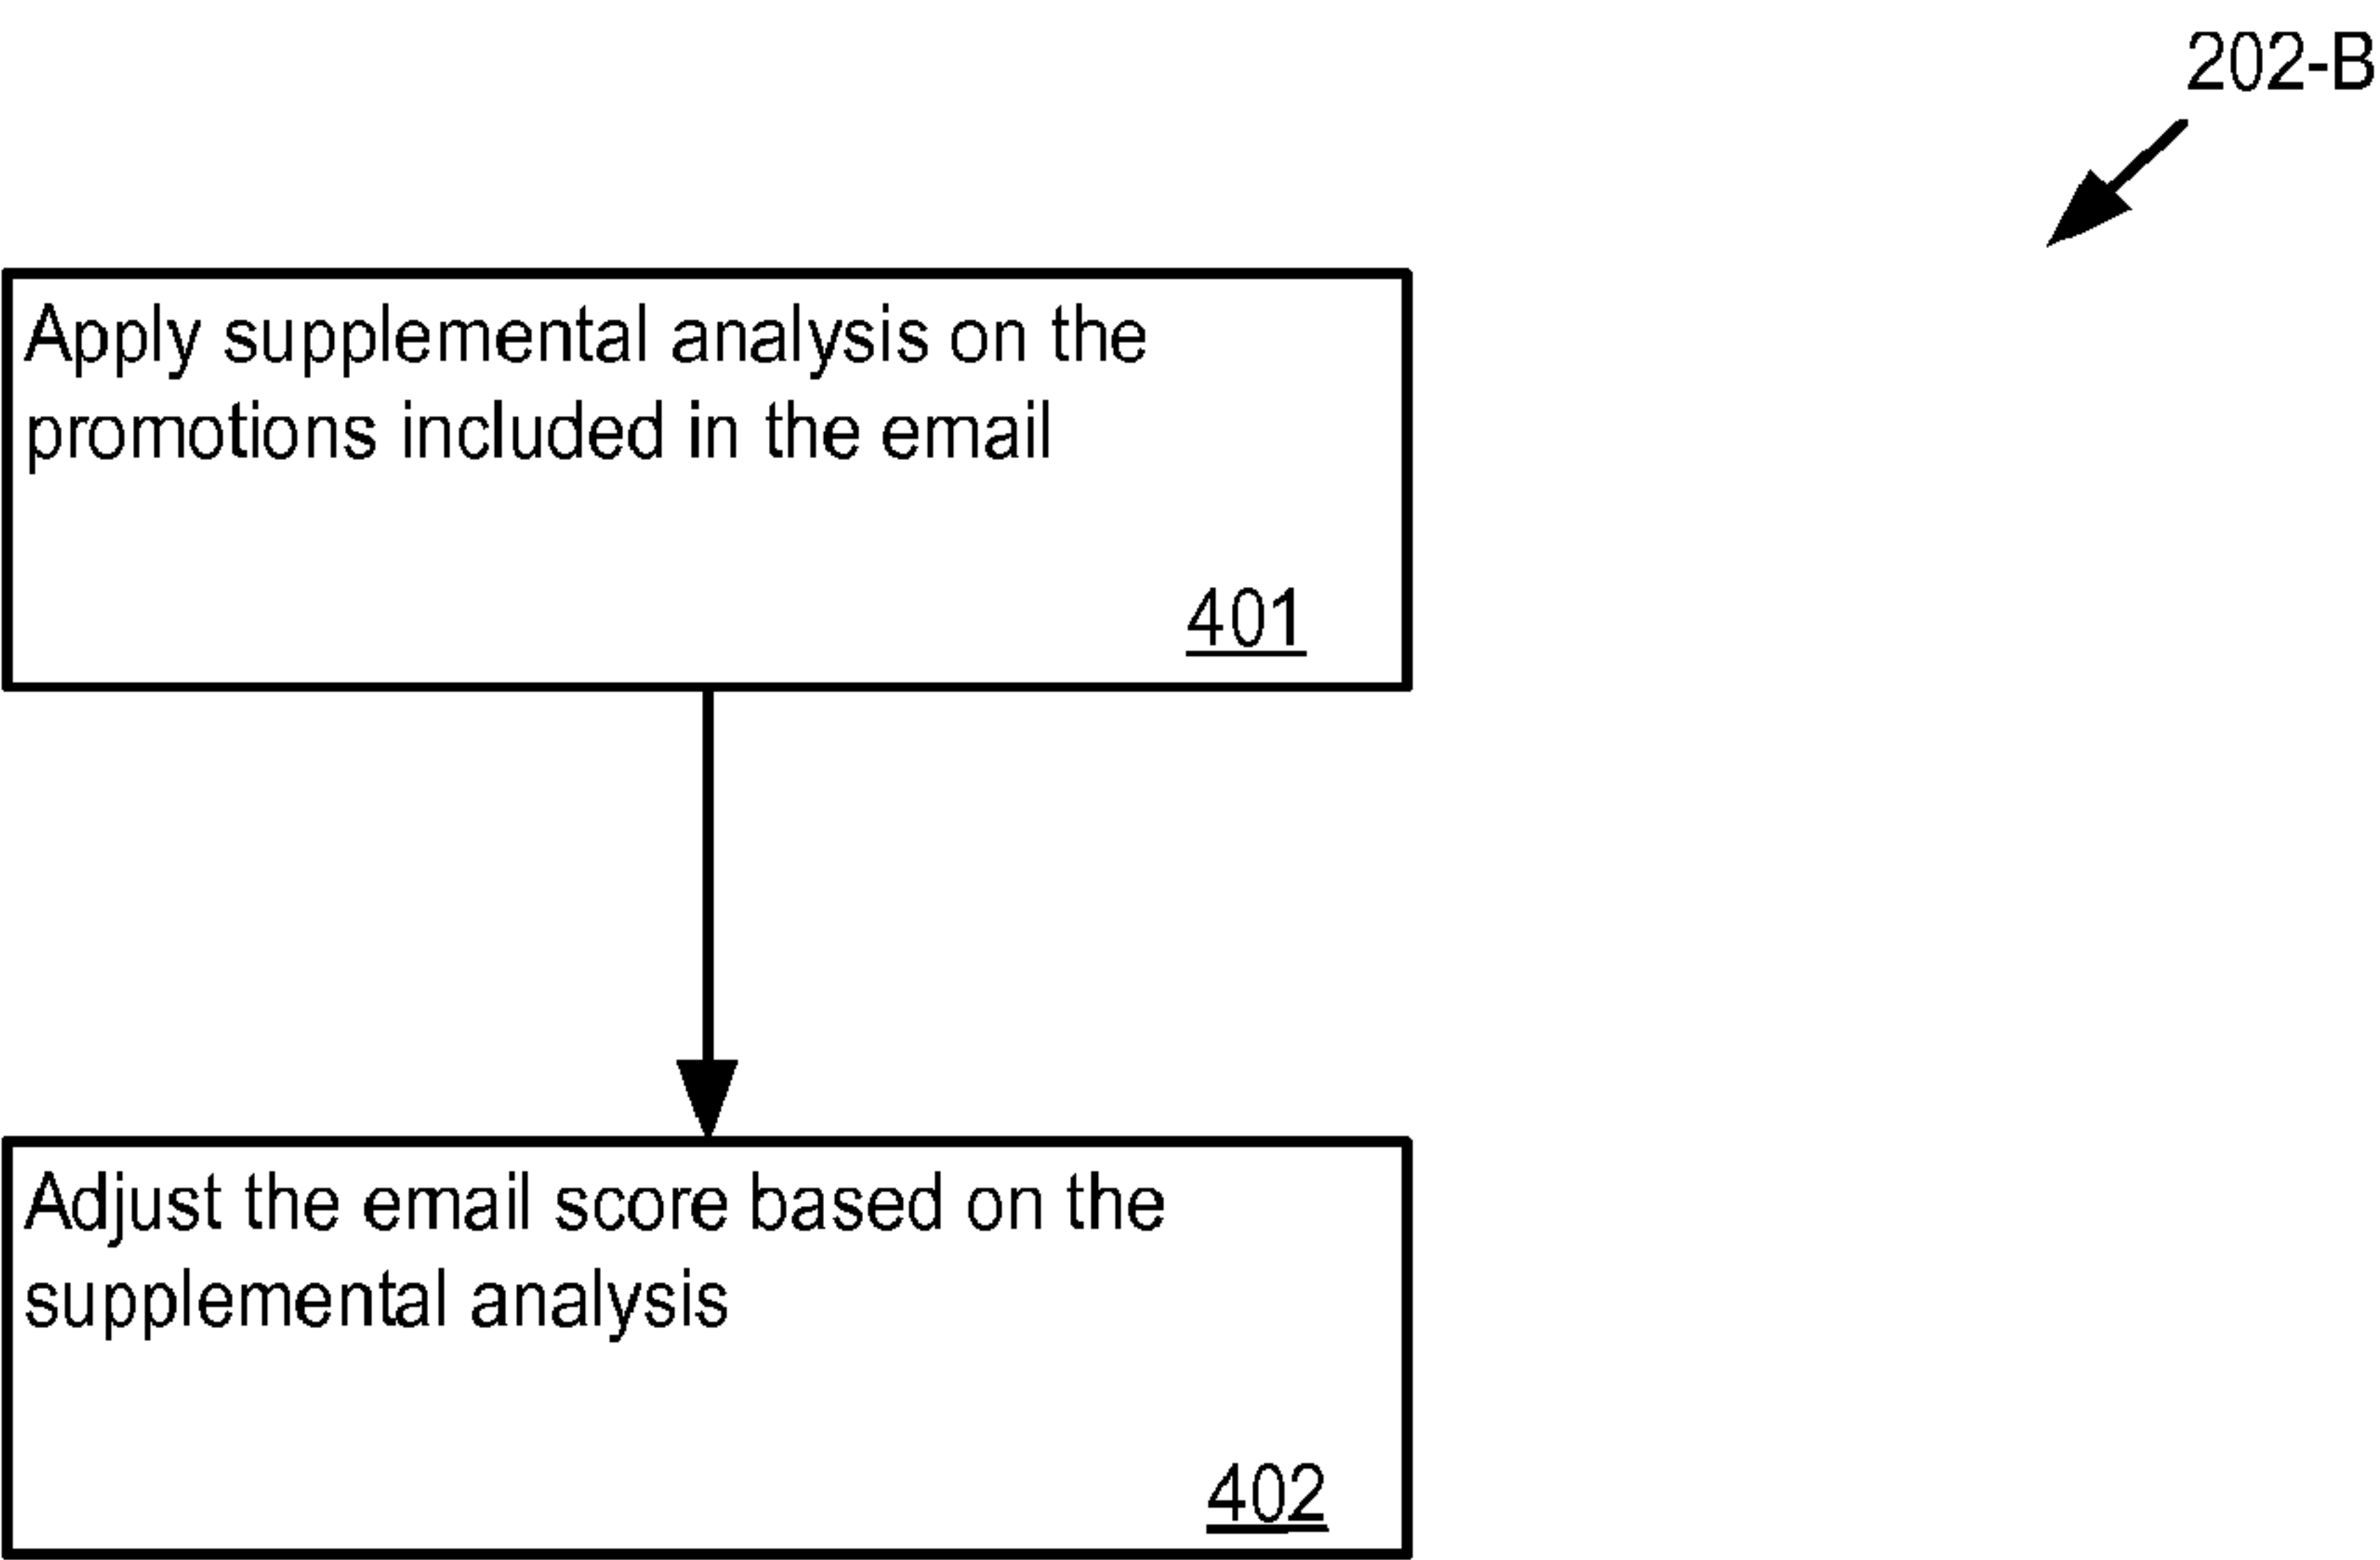 202-B
Apply supplemental analysis on the
promotions included in the email
401
Adjust the email score based on the
supplemental analysis
402